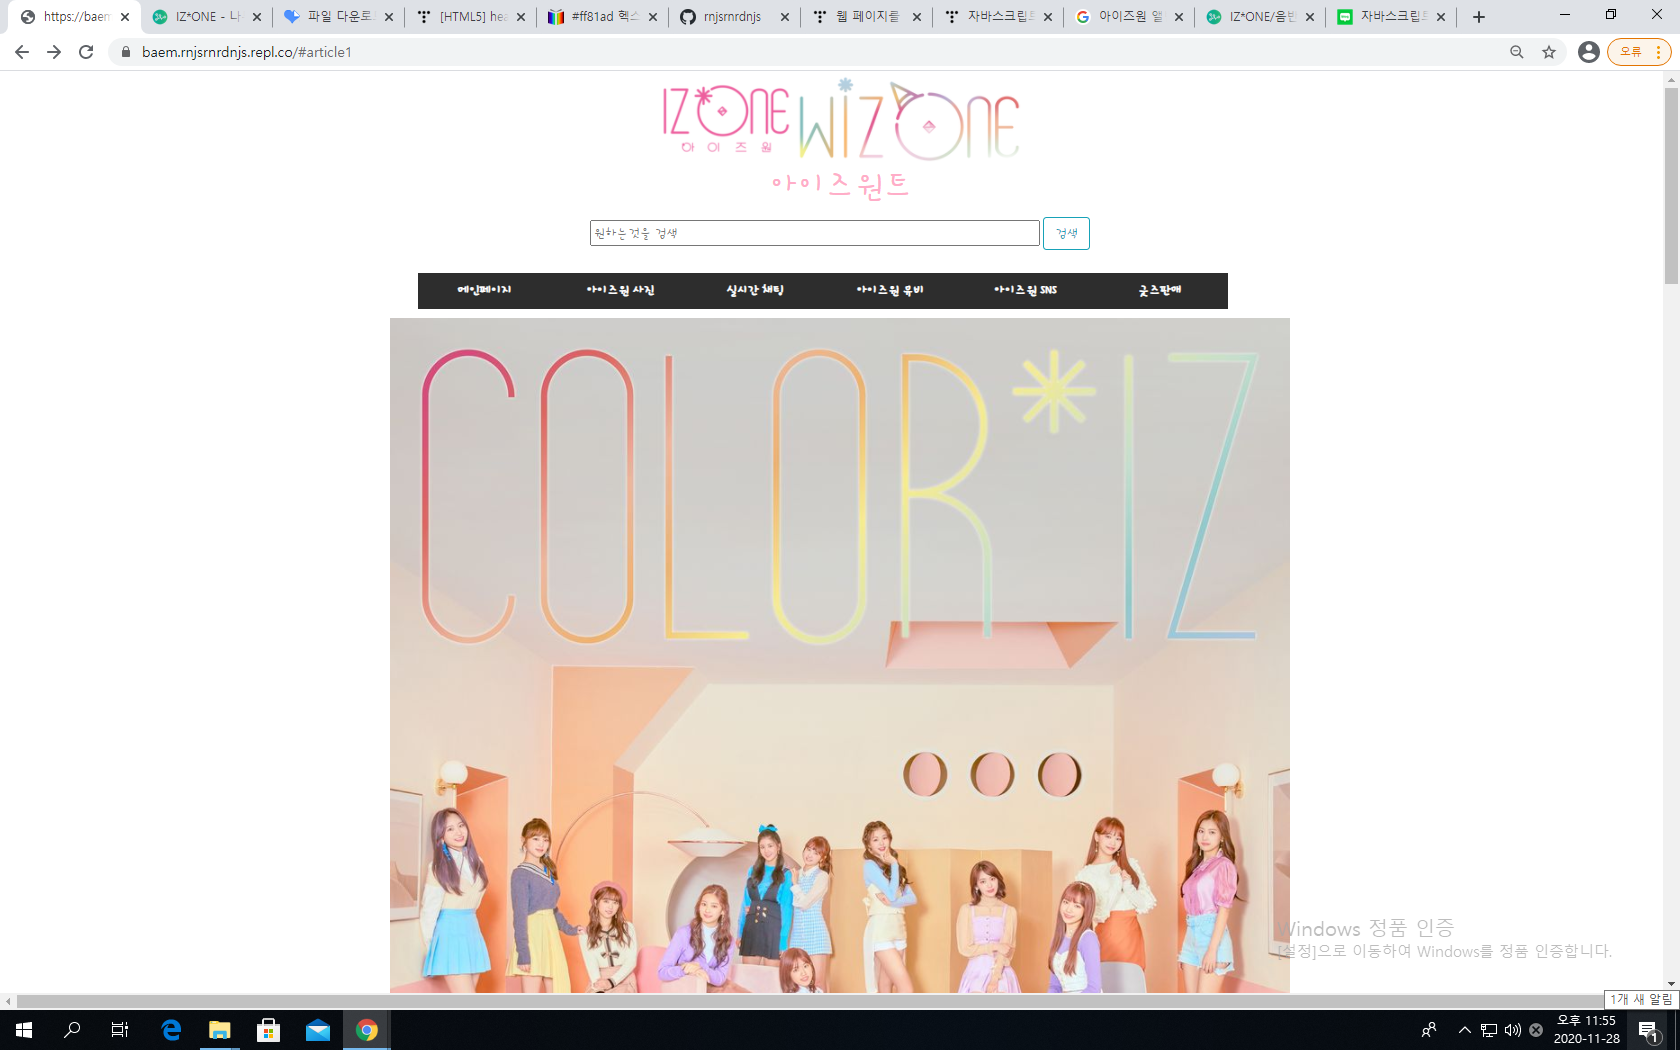 https://baem
IZ*ONE - 나
파일 다운로
[HTML5] hea
#ff81ad 헥스
rnjsrnrdnjs
웹 페이지를
자바스크립트
아이즈원 앨
IZ*ONE/음반
자바스크립트
baem.rnjsrnrdnjs.repl.co/#article1
오류
IZ*ONE WIZ*ONE
아이즈원
아이즈원트
원하는것을 검색
검색
메인페이지 아이즈원 사진 실시간 채팅 아이즈원 뮤비 아이즈원 SNS 굿즈판매
COLOR*IZ
Windows 정품 인증
[설정]으로 이동하여 Windows를 정품 인증합니다.
1개 새 알림
오후 11:55
2020-11-28
1